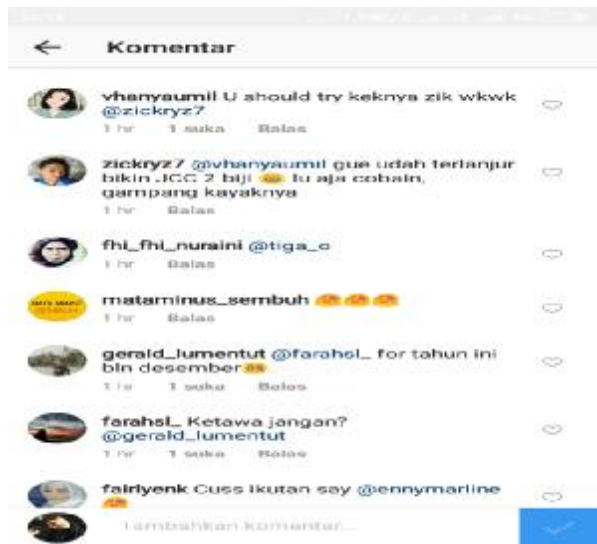 Komentar
vhanyaumil U should try keknya zik wkwk
@zickryz7
1 hr 1 suka Balas
zickryz7 @vhanyaumil gue udah terlanjur
bikin JCC 2 biji lu aja cobain,
gampang kayaknya
1 hr Balas
fhi_fhi_nuraini @tiga_o
1 hr Balas
mataminus_sembuh
1 hr Balas
gerald_lumentut @farahsl_ for tahun ini
bln desember
1 hr 1 suka Balas
farahsl_ Ketawa jangan?
@gerald_lumentut
1 hr 1 suka Balas
fairlyenk Cuss ikutan say @ennymarline
Tambahkan komentar...